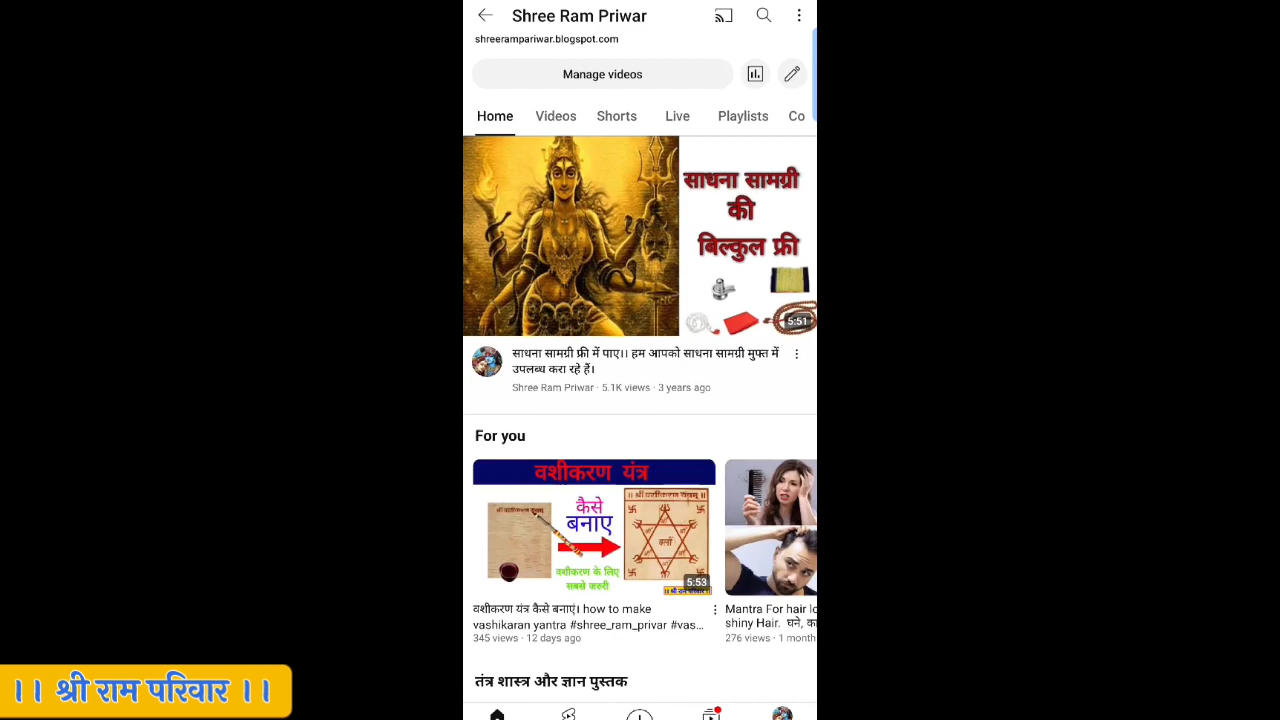 Shree Ram Priwar
shreerampariwar.blogspot.com
Manage videos
Home Videos Shorts Live Playlists Co
साधना सामग्री
की
बिल्कुल फ्री
5:51
साधना सामग्री फ्री में पाए।। हम आपको साधना सामग्री मुफ्त में
उपलब्ध करा रहे हैं।
Shree Ram Priwar · 5.1K views · 3 years ago
For you
वशीकरण यंत्र
कैसे
बनाए
वशीकरण के लिए
सबसे जरुरी
क्लीं
5:53
।। श्री राम परिवार ।।
वशीकरण यंत्र कैसे बनाएं। how to make
vashikaran yantra #shree_ram_privar #vas...
345 views · 12 days ago
Mantra For hair lo
shiny Hair. घने, का
276 views · 1 month
तंत्र शास्त्र और ज्ञान पुस्तक
।। श्री राम परिवार ।।